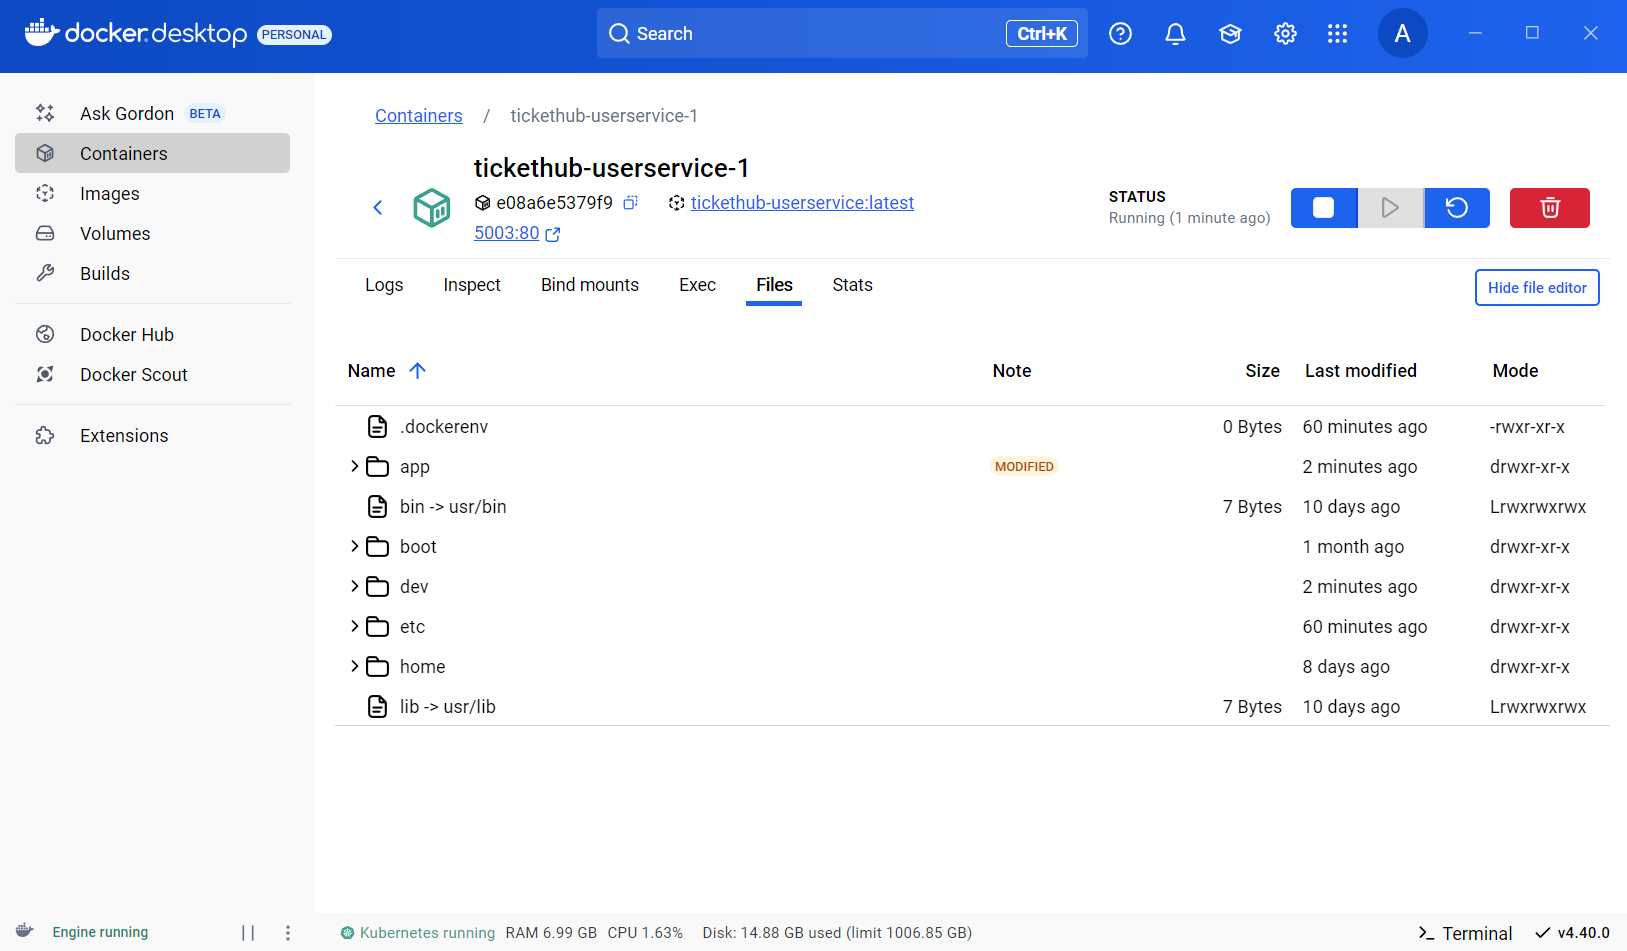 docker.desktop PERSONAL
Search Ctrl+K
A
Ask Gordon BETA
Containers
Images
Volumes
Builds
Docker Hub
Docker Scout
Extensions
Containers / tickethub-userservice-1
tickethub-userservice-1
e08a6e5379f9 tickethub-userservice:latest
5003:80
STATUS
Running (1 minute ago)
Logs Inspect Bind mounts Exec Files Stats
Hide file editor
Name Note Size Last modified Mode
.dockerenv 0 Bytes 60 minutes ago -rwxr-xr-x
app MODIFIED 2 minutes ago drwxr-xr-x
bin -> usr/bin 7 Bytes 10 days ago Lrwxrwxrwx
boot 1 month ago drwxr-xr-x
dev 2 minutes ago drwxr-xr-x
etc 60 minutes ago drwxr-xr-x
home 8 days ago drwxr-xr-x
lib -> usr/lib 7 Bytes 10 days ago Lrwxrwxrwx
Engine running
Kubernetes running RAM 6.99 GB CPU 1.63% Disk: 14.88 GB used (limit 1006.85 GB)
Terminal v4.40.0